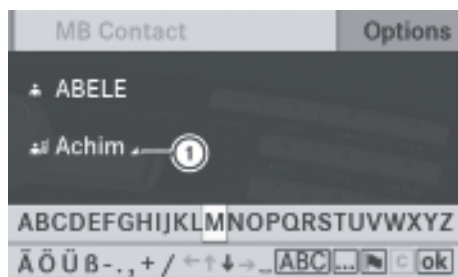 MB Contact Options
ABELE
Achim 1
ABCDEFGHIJKLMNOPQRSTUVWXYZ
ÄÖÜß-.,+/ ←↑↓→_ ABC ... C ok